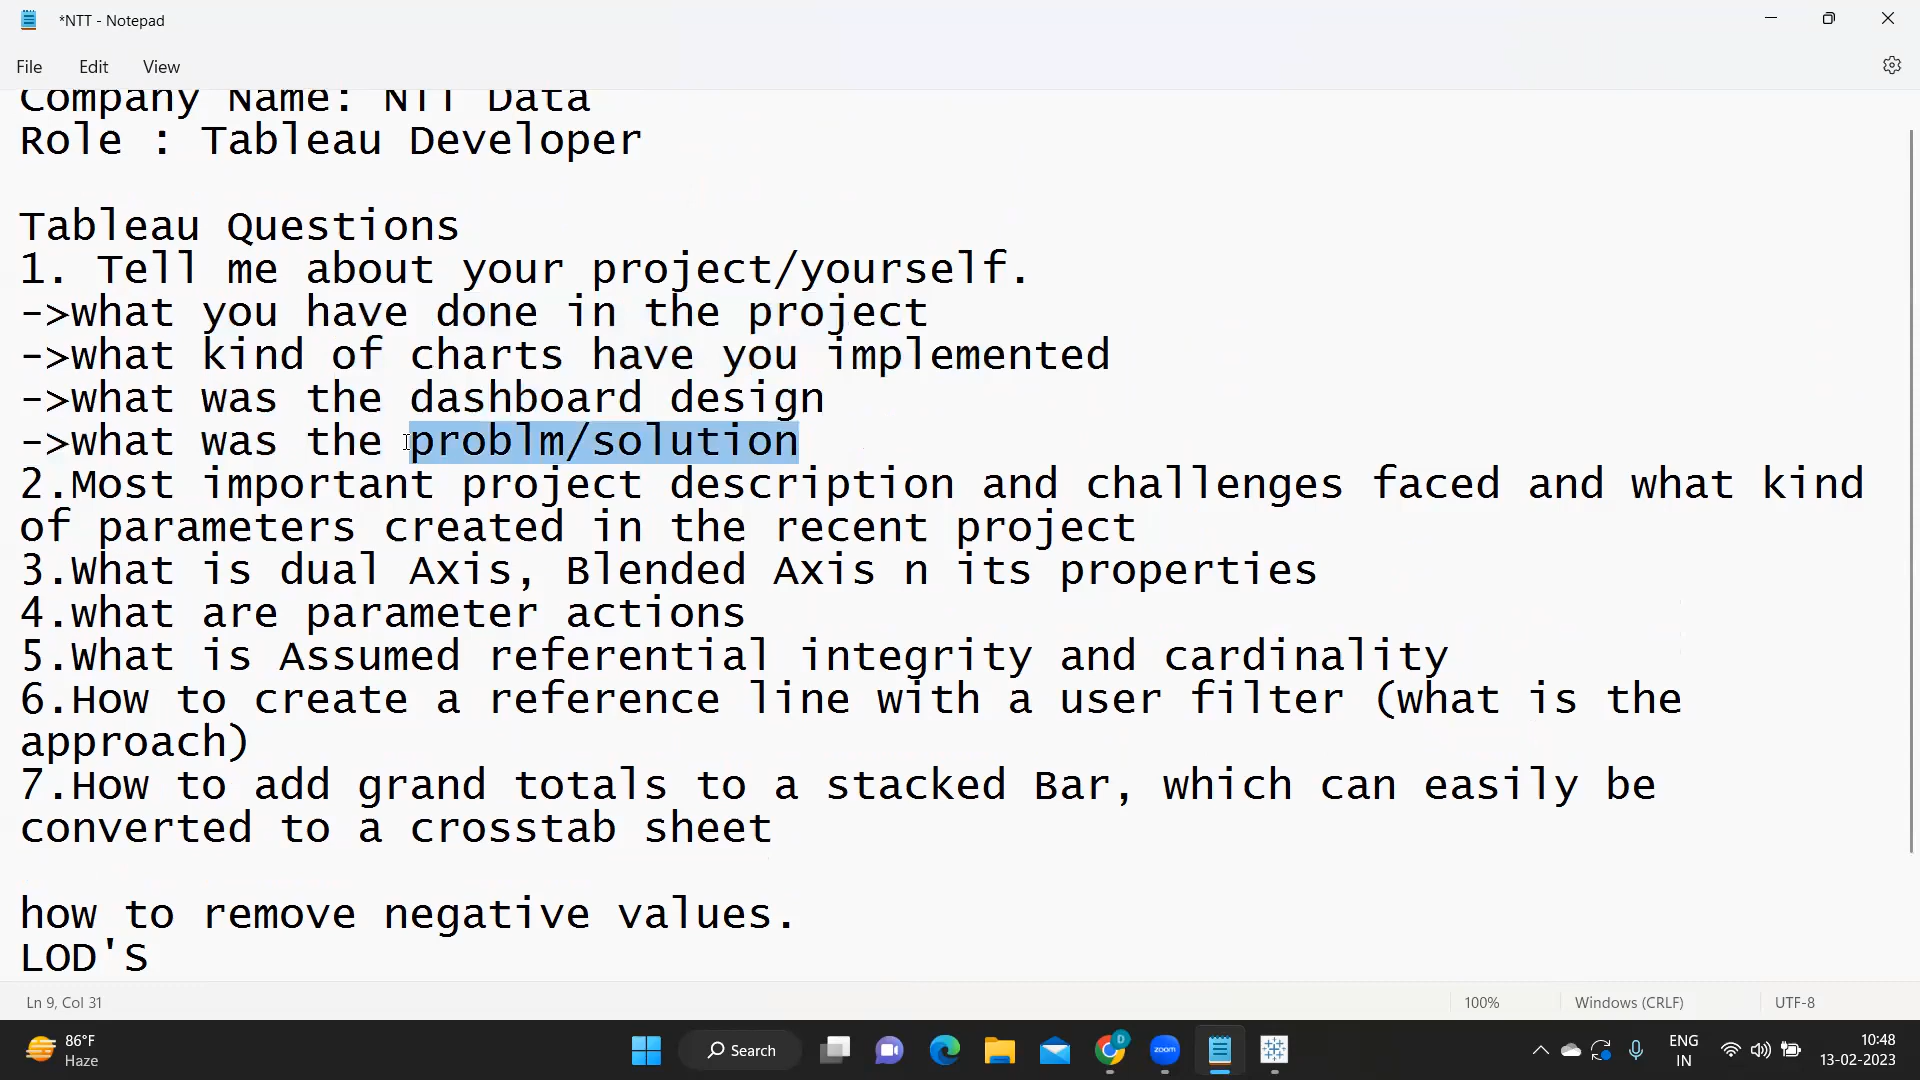 *NTT - Notepad
File Edit View
Company Name: NTT Data
Role : Tableau Developer
Tableau Questions
1. Tell me about your project/yourself.
->what you have done in the project
->what kind of charts have you implemented
->what was the dashboard design
->what was the problm/solution
2.Most important project description and challenges faced and what kind
of parameters created in the recent project
3.What is dual Axis, Blended Axis n its properties
4.what are parameter actions
5.What is Assumed referential integrity and cardinality
6.How to create a reference line with a user filter (what is the
approach)
7.How to add grand totals to a stacked Bar, which can easily be
converted to a crosstab sheet
how to remove negative values.
LOD'S
Ln 9, Col 31 100% Windows (CRLF) UTF-8
86°F
Haze
Search
D
zoom
ENG
IN
10:48
13-02-2023